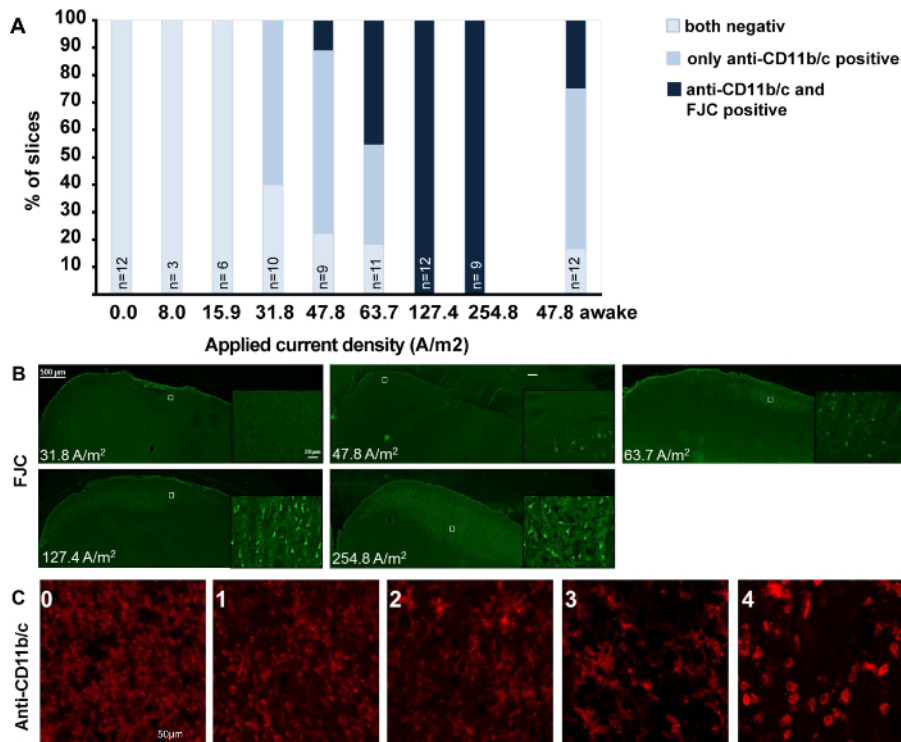 A
100
90
80
70
60
50
40
30
20
10
% of slices
n=12
n= 3
n= 6
n=10
n=9
n=11
n=12
n= 9
n=12
0.0 8.0 15.9 31.8 47.8 63.7 127.4 254.8 47.8 awake
Applied current density (A/m2)
both negativ
only anti-CD11b/c positive
anti-CD11b/c and
FJC positive
B
FJC
500 µm
20µm
31.8 A/m²
47.8 A/m²
63.7 A/m²
127.4 A/m²
254.8 A/m²
C
Anti-CD11b/c
0
1
2
3
4
50µm